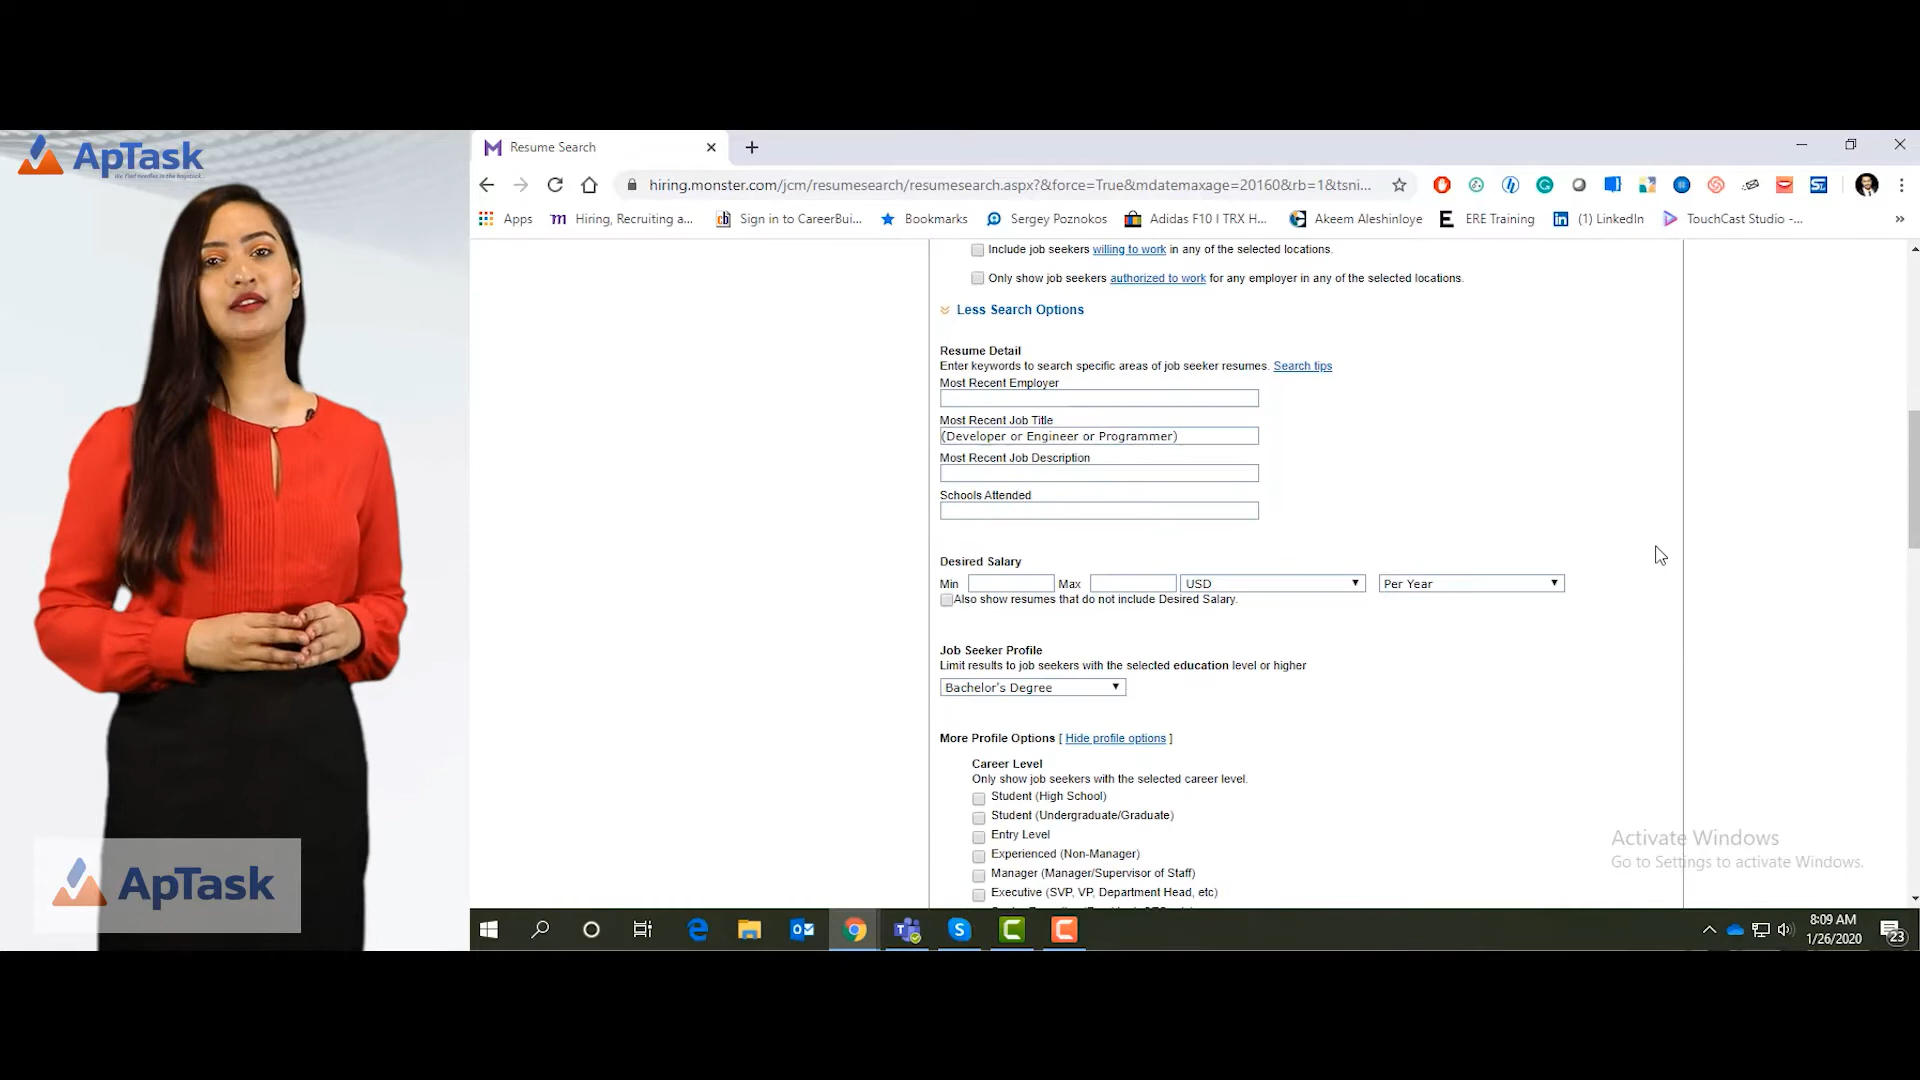 ApTask
We find needles in the haystack.
Resume Search
hiring.monster.com/jcm/resumesearch/resumesearch.aspx?&force=True&mdatemaxage=20160&rb=1&tsni...
Apps
Hiring, Recruiting a...
Sign in to CareerBui...
Bookmarks
Sergey Poznokos
Adidas F10 I TRX H...
Akeem Aleshinloye
ERE Training
(1) LinkedIn
TouchCast Studio -...
»
Include job seekers willing to work in any of the selected locations.
Only show job seekers authorized to work for any employer in any of the selected locations.
Less Search Options
Resume Detail
Enter keywords to search specific areas of job seeker resumes. Search tips
Most Recent Employer
Most Recent Job Title
(Developer or Engineer or Programmer)
Most Recent Job Description
Schools Attended
Desired Salary
Min Max USD Per Year
Also show resumes that do not include Desired Salary.
Job Seeker Profile
Limit results to job seekers with the selected education level or higher
Bachelor's Degree
More Profile Options [ Hide profile options ]
Career Level
Only show job seekers with the selected career level.
Student (High School)
Student (Undergraduate/Graduate)
Entry Level
Experienced (Non-Manager)
Manager (Manager/Supervisor of Staff)
Executive (SVP, VP, Department Head, etc)
Activate Windows
Go to Settings to activate Windows.
ApTask
8:09 AM
1/26/2020
23